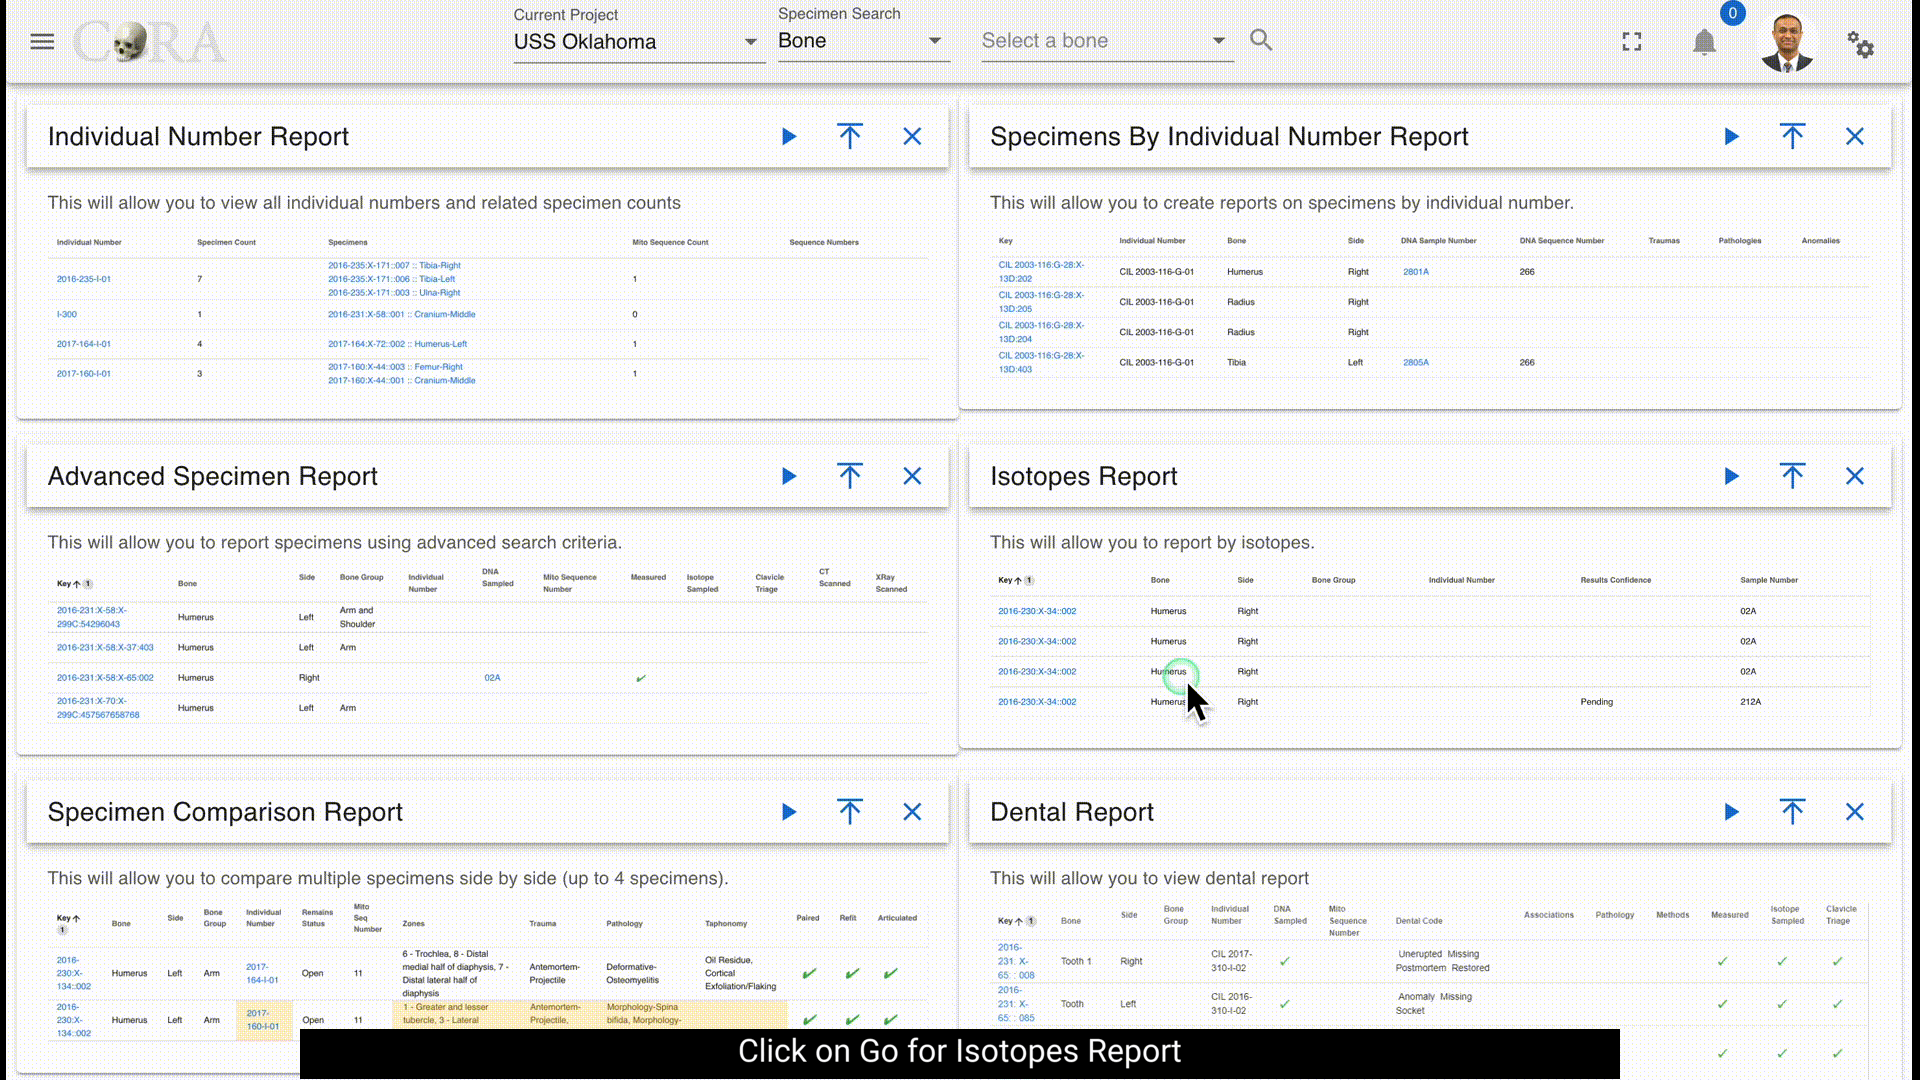 Current Project
Specimen Search
0
CORA
USS Oklahoma
Bone
Select a bone
Individual Number Report
This will allow you to view all individual numbers and related specimen counts
Individual Number Specimen Count Specimens Mito Sequence Count Sequence Numbers
2016-235-I-01 7 2016-235:X-171::007 :: Tibia-Right 1
2016-235:X-171::006 :: Tibia-Left
2016-235:X-171::003 :: Ulna-Right
I-300 1 2016-231:X-58::001 :: Cranium-Middle 0
2017-164-I-01 4 2017-164:X-72::002 :: Humerus-Left 1
2017-160-I-01 3 2017-160:X-44::003 :: Femur-Right 1
2017-160:X-44::001 :: Cranium-Middle
Specimens By Individual Number Report
This will allow you to create reports on specimens by individual number.
Key Individual Number Bone Side DNA Sample Number DNA Sequence Number Traumas Pathologies Anomalies
CIL 2003-116:G-28:X-
13D:202 CIL 2003-116-G-01 Humerus Right 2801A 266
CIL 2003-116:G-28:X-
13D:205 CIL 2003-116-G-01 Radius Right
CIL 2003-116:G-28:X-
13D:204 CIL 2003-116-G-01 Radius Right
CIL 2003-116:G-28:X-
13D:403 CIL 2003-116-G-01 Tibia Left 2805A 266
Advanced Specimen Report
This will allow you to report specimens using advanced search criteria.
Key 1 Bone Side Bone Group Individual Number DNA Sampled Mito Sequence Number Measured Isotope Sampled Clavicle Triage CT Scanned XRay Scanned
2016-231:X-58:X-
299C:54296043 Humerus Left Arm and Shoulder
2016-231:X-58:X-37:403 Humerus Left Arm
2016-231:X-58:X-65:002 Humerus Right 02A ✔
2016-231:X-70:X-
299C:457567658768 Humerus Left Arm
Isotopes Report
This will allow you to report by isotopes.
Key 1 Bone Side Bone Group Individual Number Results Confidence Sample Number
2016-230:X-34::002 Humerus Right 02A
2016-230:X-34::002 Humerus Right 02A
2016-230:X-34::002 Humerus Right 02A
2016-230:X-34::002 Humerus Right Pending 212A
Specimen Comparison Report
This will allow you to compare multiple specimens side by side (up to 4 specimens).
Key 1 Bone Side Bone Group Individual Number Remains Status Mito Seq Number Zones Trauma Pathology Taphonomy Paired Refit Articulated
2016-
230:X-
134::002 Humerus Left Arm 2017-164-I-01 Open 11 6 - Trochlea, 8 - Distal medial half of diaphysis, 7 - Distal lateral half of diaphysis Antemortem-Projectile Deformative-Osteomyelitis Oil Residue, Cortical Exfoliation/Flaking ✔ ✔ ✔
2016-
230:X-
134::002 Humerus Left Arm 2017-160-I-01 Open 11 1 - Greater and lesser tubercle, 3 - Lateral Antemortem-Projectile, Morphology-Spina bifida, Morphology- ✔ ✔ ✔
Dental Report
This will allow you to view dental report
Key 1 Bone Side Bone Group Individual Number DNA Sampled Mito Sequence Number Dental Code Associations Pathology Methods Measured Isotope Sampled Clavicle Triage
2016-
231: X-
65: : 008 Tooth 1 Right CIL 2017-310-I-02 ✓ Unerupted Missing Postmortem Restored ✓ ✓ ✓
2016-
231: X-
65: : 085 Tooth Left CIL 2016-310-I-02 ✓ Anomaly Missing Socket ✓ ✓ ✓
✓ ✓ ✓
Click on Go for Isotopes Report